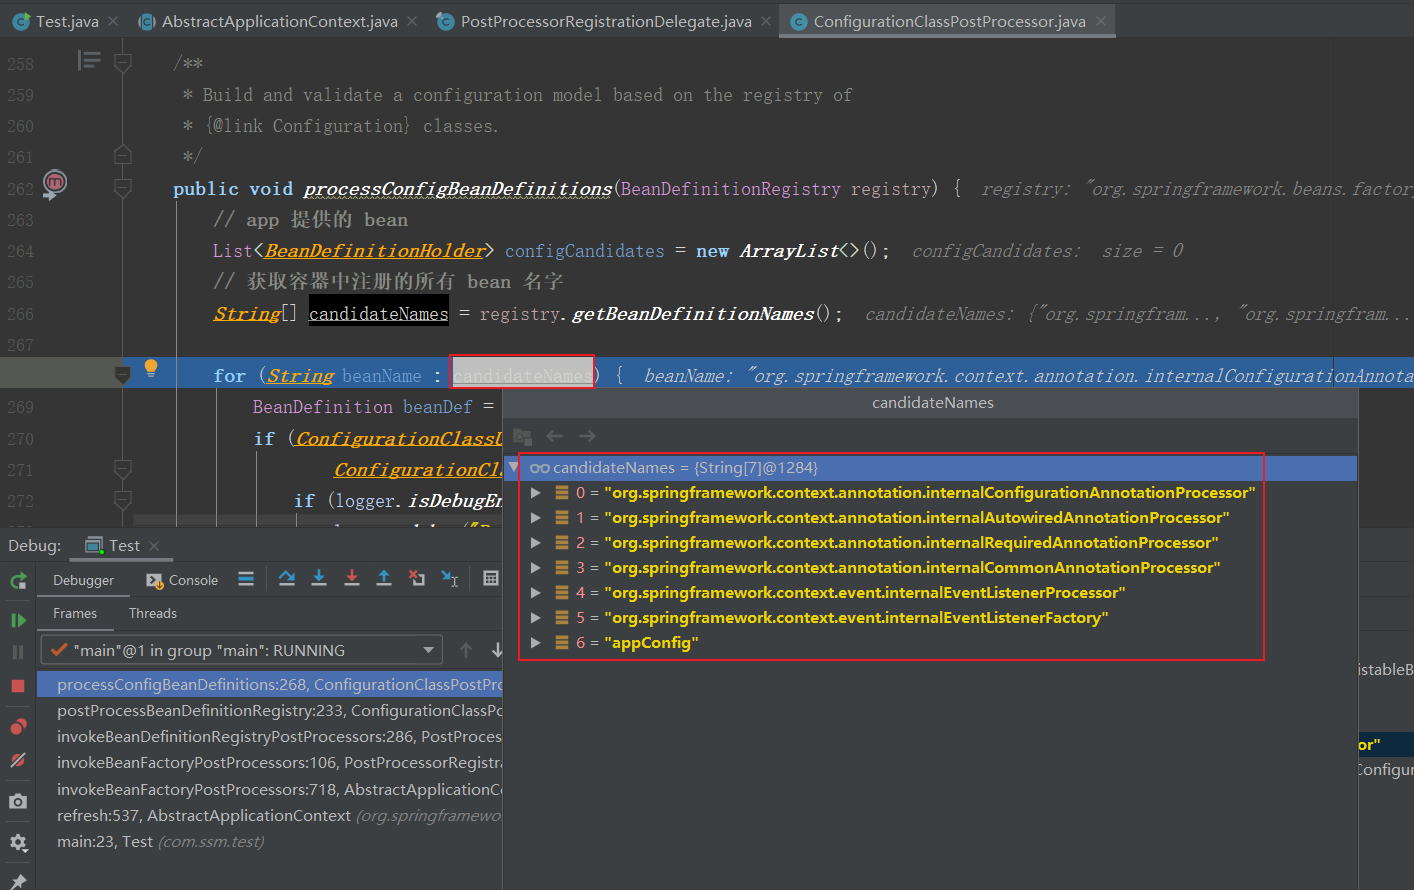 Test.java
AbstractApplicationContext.java
PostProcessorRegistrationDelegate.java
ConfigurationClassPostProcessor.java
258 /**
259 * Build and validate a configuration model based on the registry of
260 * {@link Configuration} classes.
261 */
262 public void processConfigBeanDefinitions(BeanDefinitionRegistry registry) { registry: "org.springframework.beans.factory
263 // app 提供的 bean
264 List<BeanDefinitionHolder> configCandidates = new ArrayList<>(); configCandidates: size = 0
265 // 获取容器中注册的所有 bean 名字
266 String[] candidateNames = registry.getBeanDefinitionNames(); candidateNames: {"org.springfram..., "org.springfram...
267
for (String beanName : candidateNames) { beanName: "org.springframework.context.annotation.internalConfigurationAnnota
269 BeanDefinition beanDef =
270 if (ConfigurationClassU
271 ConfigurationCla
272 if (logger.isDebugEn
candidateNames
candidateNames = {String[7]@1284}
0 = "org.springframework.context.annotation.internalConfigurationAnnotationProcessor"
1 = "org.springframework.context.annotation.internalAutowiredAnnotationProcessor"
2 = "org.springframework.context.annotation.internalRequiredAnnotationProcessor"
3 = "org.springframework.context.annotation.internalCommonAnnotationProcessor"
4 = "org.springframework.context.event.internalEventListenerProcessor"
5 = "org.springframework.context.event.internalEventListenerFactory"
6 = "appConfig"
Debug: Test
Debugger Console
Frames Threads
"main"@1 in group "main": RUNNING
processConfigBeanDefinitions:268, ConfigurationClassPostPro
postProcessBeanDefinitionRegistry:233, ConfigurationClassPo
invokeBeanDefinitionRegistryPostProcessors:286, PostProcess
invokeBeanFactoryPostProcessors:106, PostProcessorRegistra
invokeBeanFactoryPostProcessors:718, AbstractApplicationCo
refresh:537, AbstractApplicationContext (org.springframewo
main:23, Test (com.ssm.test)
istableB
or"
Configur